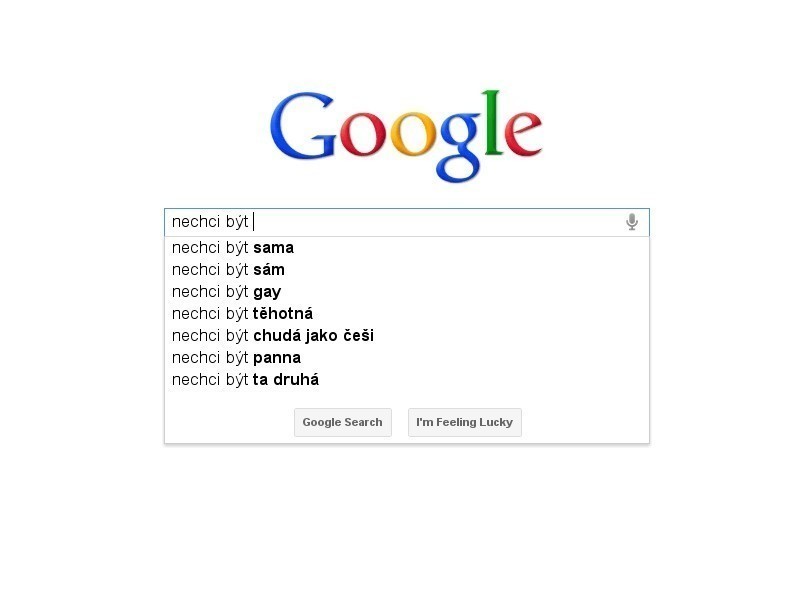 Google
nechci být
nechci být sama
nechci být sám
nechci být gay
nechci být těhotná
nechci být chudá jako češi
nechci být panna
nechci být ta druhá
Google Search I'm Feeling Lucky